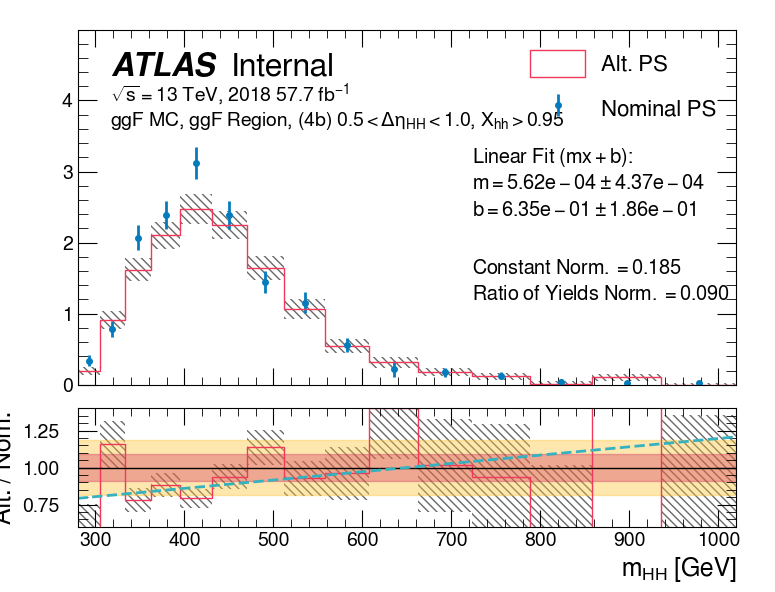 ATLAS Internal
√s = 13 TeV, 2018 57.7 fb⁻¹
ggF MC, ggF Region, (4b) 0.5 < Δη_HH < 1.0, X_hh > 0.95
Alt. PS
Nominal PS
Linear Fit (mx + b):
m = 5.62e − 04 ± 4.37e − 04
b = 6.35e − 01 ± 1.86e − 01
Constant Norm. = 0.185
Ratio of Yields Norm. = 0.090
4
3
2
1
0
Alt. / Nom.
1.25
1.00
0.75
300 400 500 600 700 800 900 1000
m_HH [GeV]